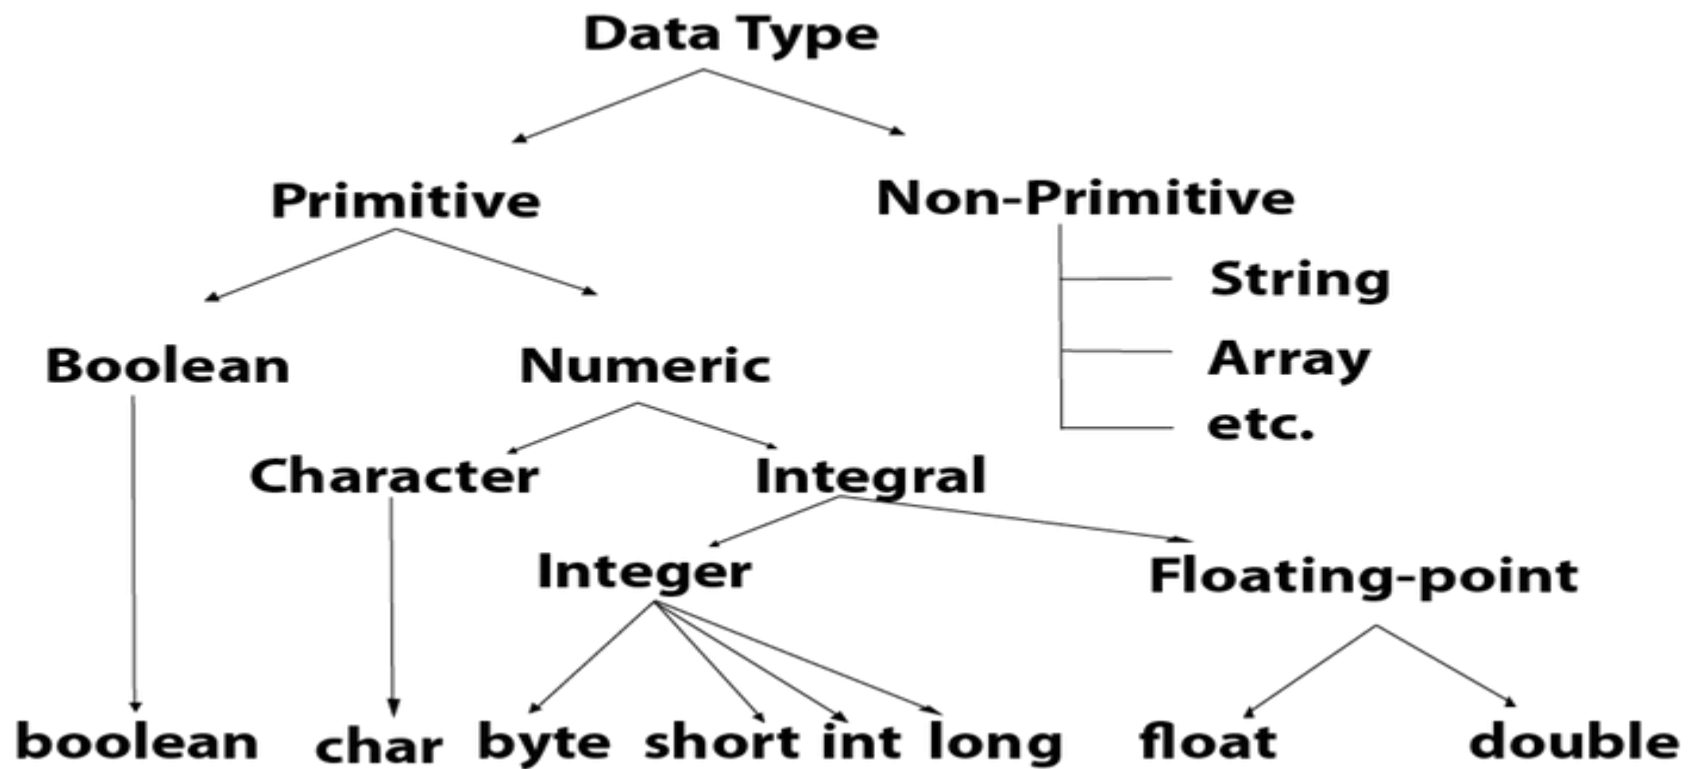 Data Type
Primitive
Non-Primitive
String
Array
etc.
Boolean
Numeric
Character
Integral
Integer
Floating-point
boolean
char
byte
short
int
long
float
double